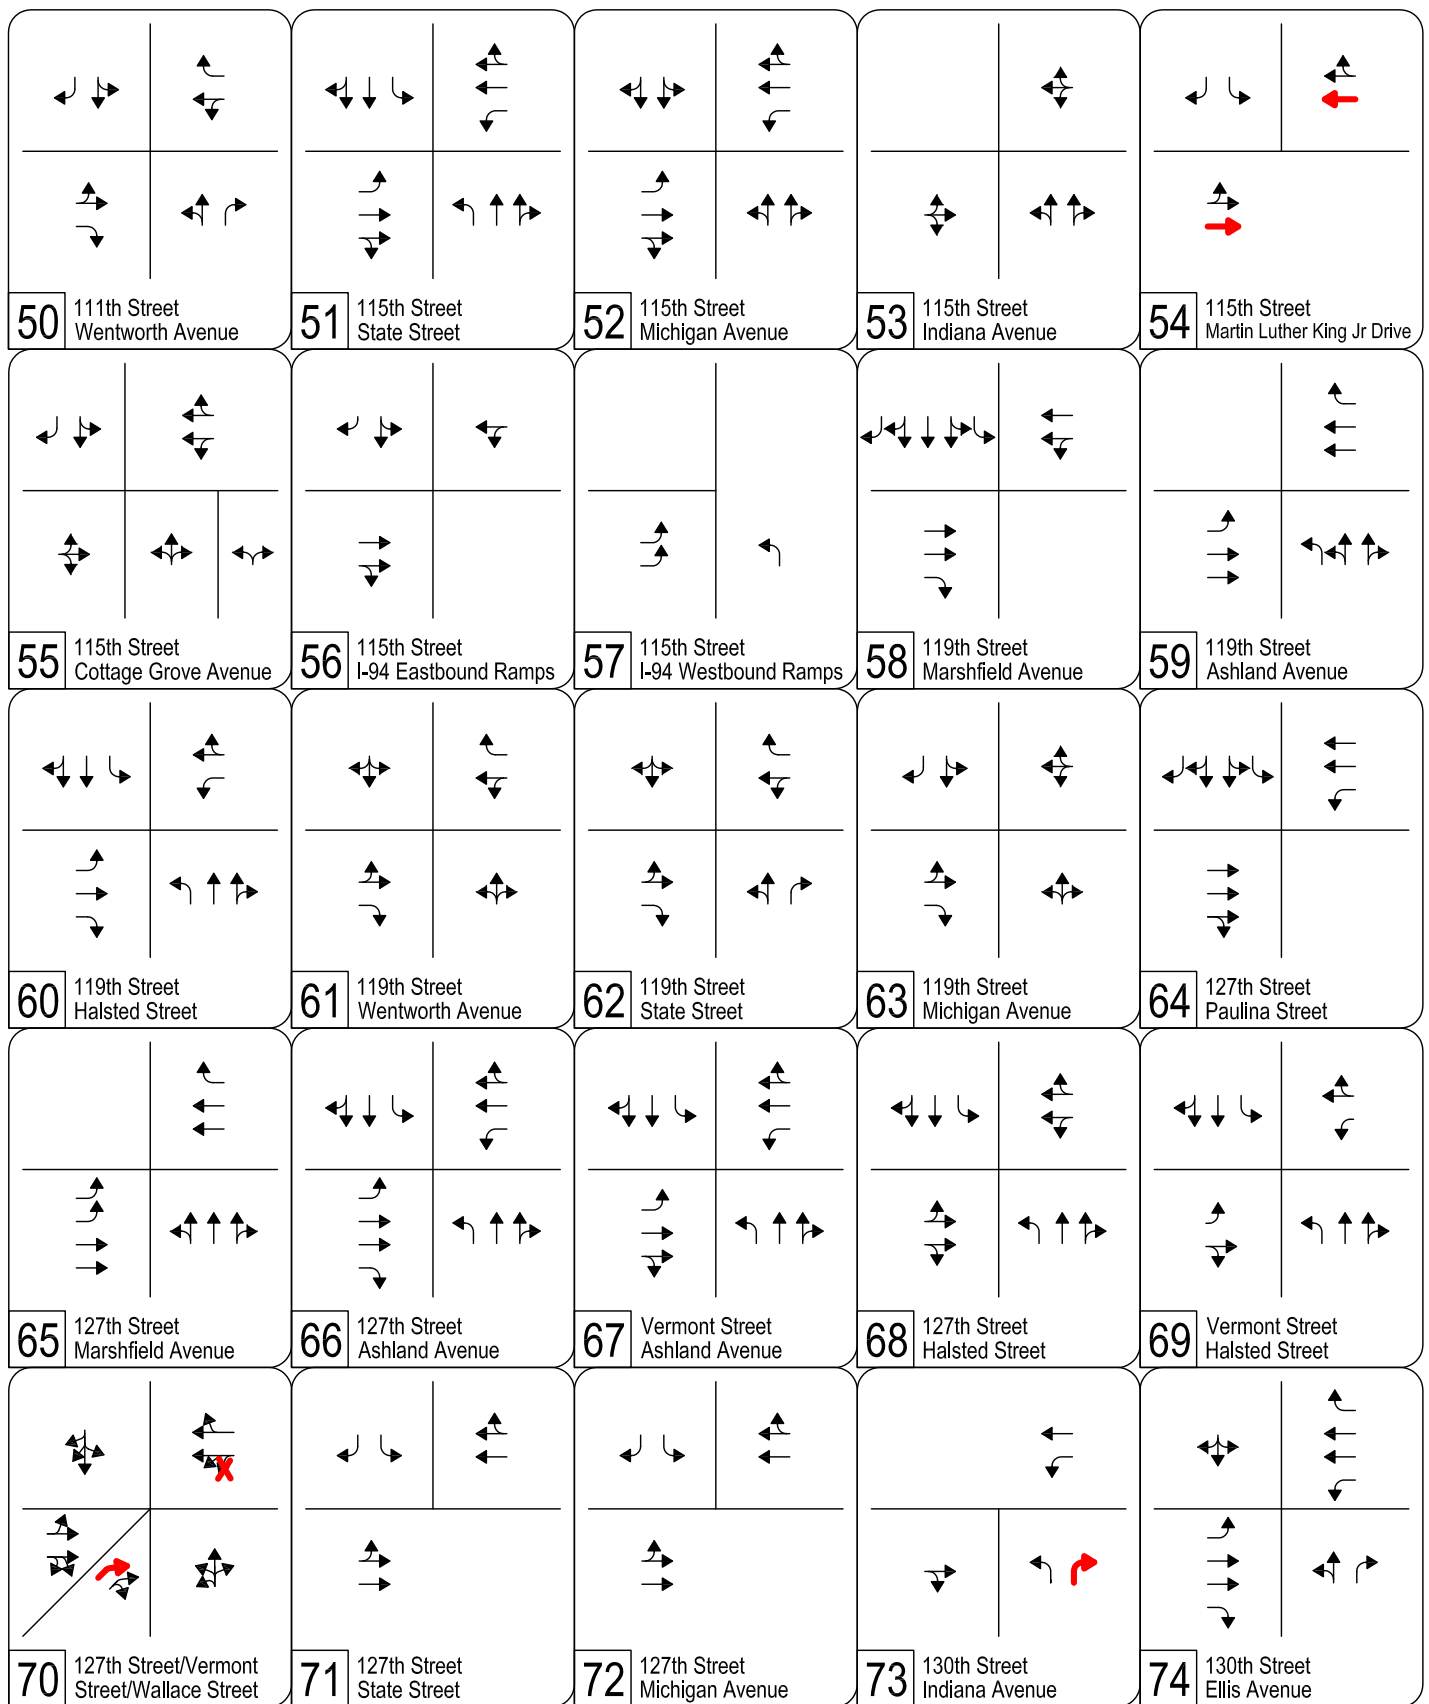 50 111th Street
Wentworth Avenue
51 115th Street
State Street
52 115th Street
Michigan Avenue
53 115th Street
Indiana Avenue
54 115th Street
Martin Luther King Jr Drive
55 115th Street
Cottage Grove Avenue
56 115th Street
I-94 Eastbound Ramps
57 115th Street
I-94 Westbound Ramps
58 119th Street
Marshfield Avenue
59 119th Street
Ashland Avenue
60 119th Street
Halsted Street
61 119th Street
Wentworth Avenue
62 119th Street
State Street
63 119th Street
Michigan Avenue
64 127th Street
Paulina Street
65 127th Street
Marshfield Avenue
66 127th Street
Ashland Avenue
67 Vermont Street
Ashland Avenue
68 127th Street
Halsted Street
69 Vermont Street
Halsted Street
X
70 127th Street/Vermont
Street/Wallace Street
71 127th Street
State Street
72 127th Street
Michigan Avenue
73 130th Street
Indiana Avenue
74 130th Street
Ellis Avenue